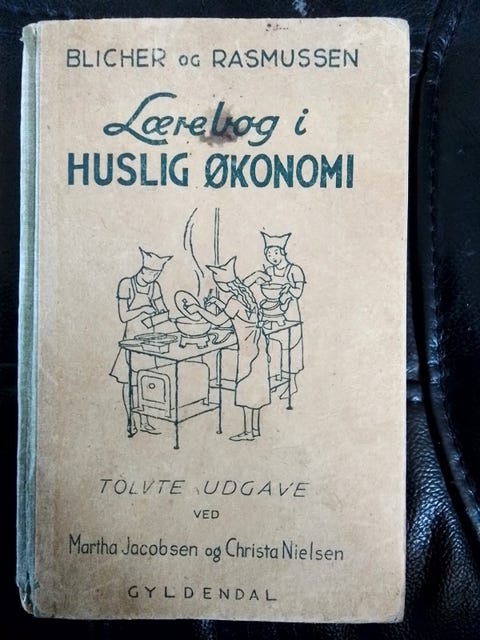 BLICHER OG RASMUSSEN
Lærebog i
HUSLIG ØKONOMI
TOLVTE UDGAVE
VED
Martha Jacobsen og Christa Nielsen
GYLDENDAL